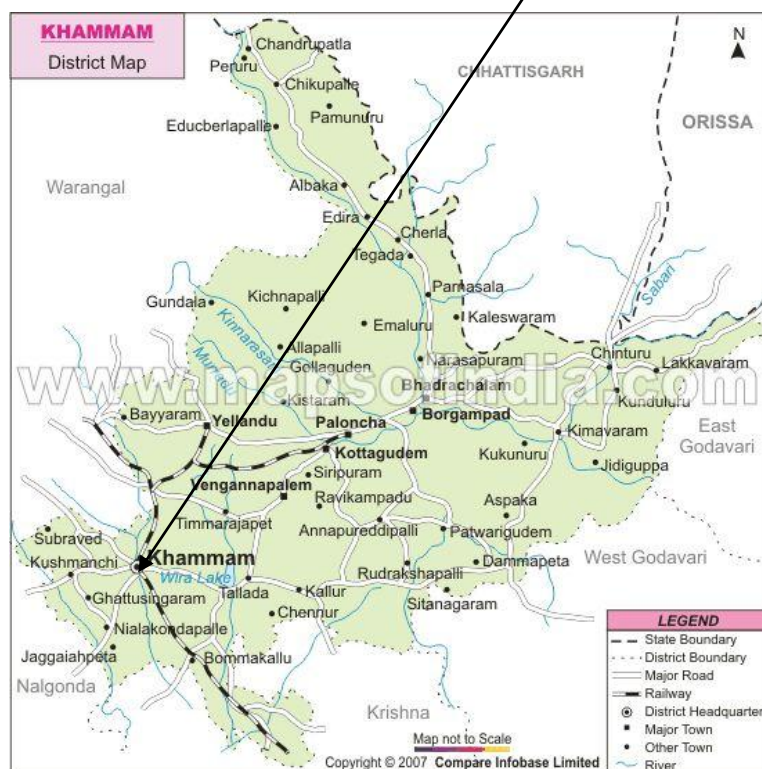 KHAMMAM
District Map
N
CHHATTISGARH
ORISSA
Warangal
Chandrupatla
Peruru
Chikupalle
Pamunuru
Educberlapalle
Albaka
Edira
Cherla
Tegada
Parnasala
Kaleswaram
Sabari
Gundala
Kichnapalli
Kinnarasani
Emaluru
Allapalli
Murredu
Gollaguden
Narasapuram
Chinturu
Lakkavaram
www.mapsofindia.com
Bhadrachalam
Kistaram
Kunduluru
Bayyaram
Yellandu
Paloncha
Borgampad
East
Godavari
Kimavaram
Kottagudem
Kukunuru
Jidiguppa
Siripuram
Vengannapalem
Ravikampadu
Aspaka
Timmarajapet
Annapureddipalli
Patwarigudem
Subraved
Khammam
West Godavari
Kushmanchi
Wira Lake
Rudrakshapalli
Dammapeta
Tallada
Kallur
Sitanagaram
Ghattusingaram
Chennur
Nialakondapalle
Jaggaiahpeta
Bommakallu
Nalgonda
Krishna
LEGEND
State Boundary
District Boundary
Major Road
Railway
District Headquarter
Major Town
Other Town
River
Map not to Scale
Copyright © 2007 Compare Infobase Limited